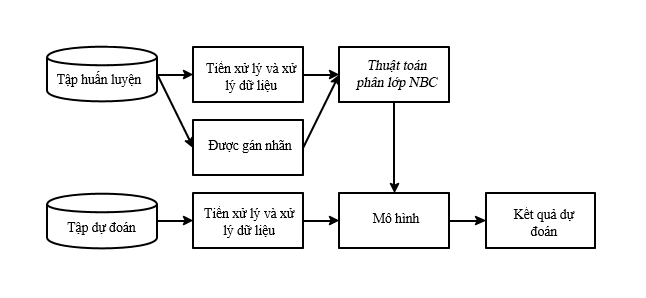 Tập huấn luyện
Tiền xử lý và xử
lý dữ liệu
Thuật toán
phân lớp NBC
Được gán nhãn
Tập dự đoán
Tiền xử lý và xử
lý dữ liệu
Mô hình
Kết quả dự
đoán